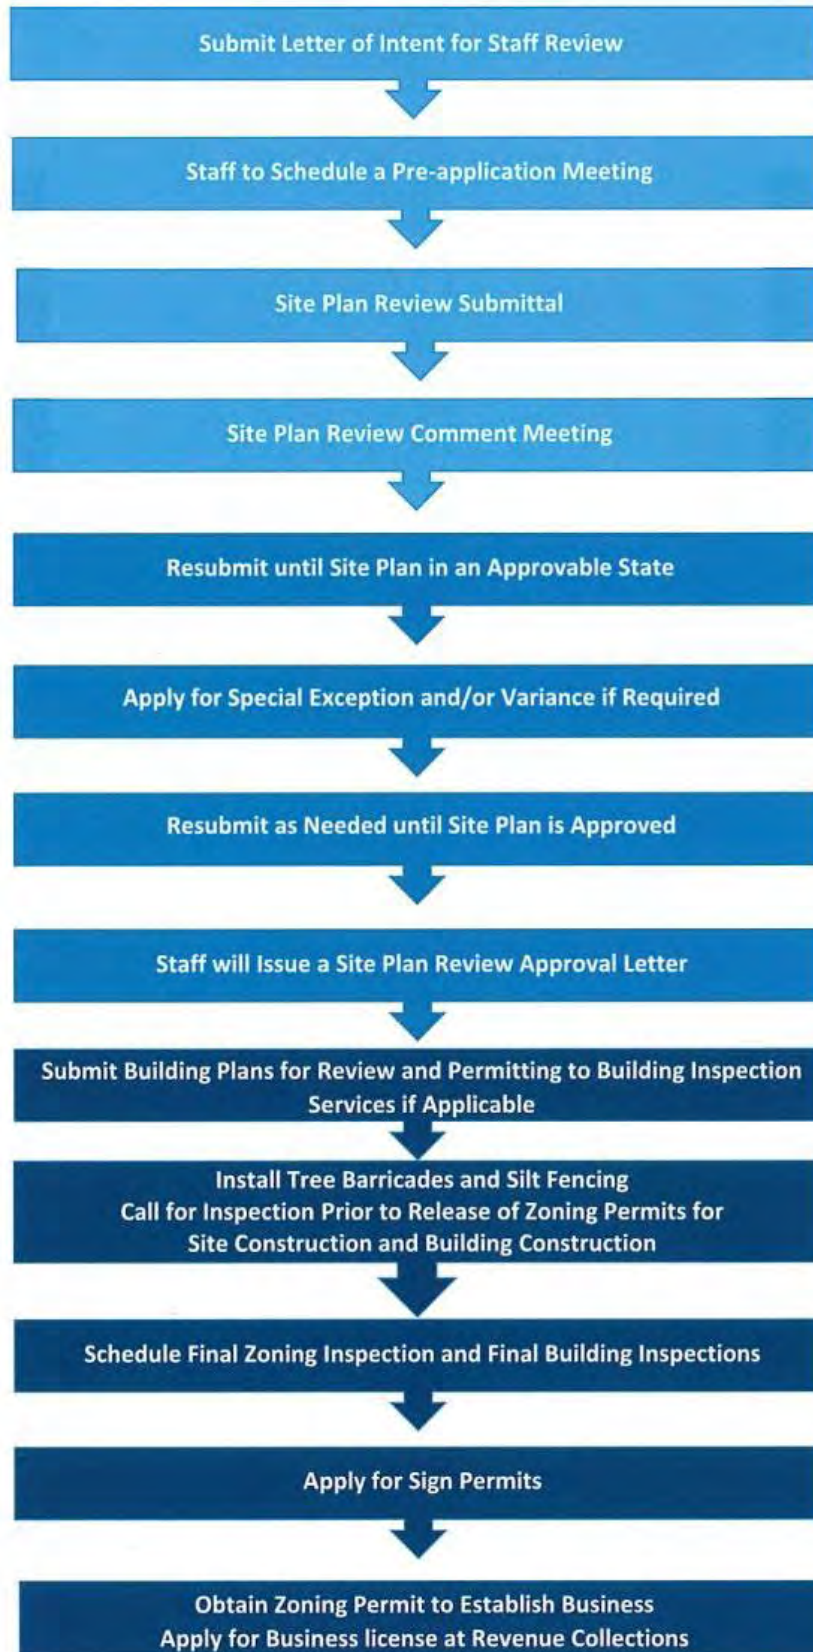 Submit Letter of Intent for Staff Review
Staff to Schedule a Pre-application Meeting
Site Plan Review Submittal
Site Plan Review Comment Meeting
Resubmit until Site Plan in an Approvable State
Apply for Special Exception and/or Variance if Required
Resubmit as Needed until Site Plan is Approved
Staff will Issue a Site Plan Review Approval Letter
Submit Building Plans for Review and Permitting to Building Inspection
Services if Applicable
Install Tree Barricades and Silt Fencing
Call for Inspection Prior to Release of Zoning Permits for
Site Construction and Building Construction
Schedule Final Zoning Inspection and Final Building Inspections
Apply for Sign Permits
Obtain Zoning Permit to Establish Business
Apply for Business license at Revenue Collections